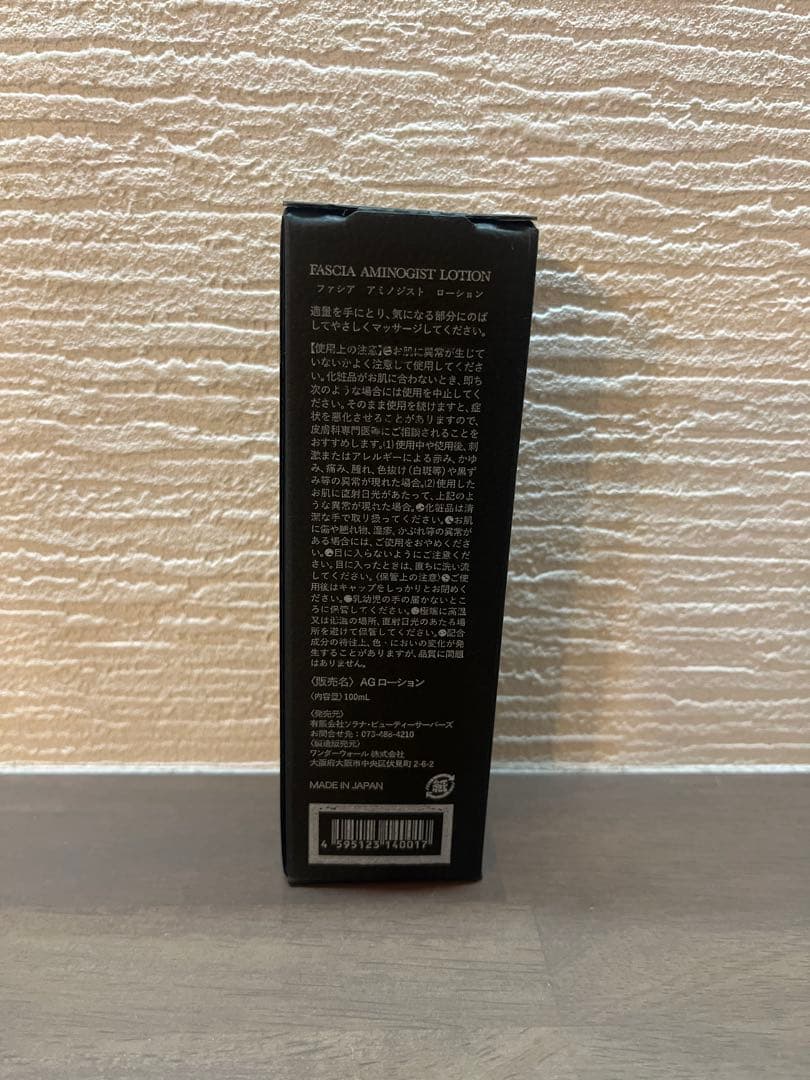 FASCIA AMINOGIST LOTION
ファシア アミノジスト ローション
適量を手にとり、気になる部分にのば
してやさしくマッサージしてください。
【使用上の注意】●お肌に異常が生じて
いないかよく注意して使用してくださ
い。化粧品がお肌に合わないとき、即ち
次のような場合には使用を中止してく
ださい。そのまま使用を続けますと、症
状を悪化させることがありますので、
皮膚科専門医等にご相談されることを
おすすめします。(1)使用中や使用後、刺
激またはアレルギーによる赤み、かゆ
み、痛み、腫れ、色抜け(白斑等)や黒ず
み等の異常が現れた場合。(2)使用した
お肌に直射日光があたって、上記のよ
うな異常が現れた場合。●化粧品は清
潔な手で取り扱ってください。●お肌
に傷や腫れ物、湿疹、かぶれ等の異常が
ある場合には、ご使用をおやめくださ
い。●目に入らないようにご注意くださ
い。目に入ったときは、直ちに洗い流
してください。〈保管上の注意〉●ご使
用後はキャップをしっかりとお閉めく
ださい。●乳幼児の手の届かないとこ
ろに保管してください。●極端に高温
又は低温の場所、直射日光のあたる場
所を避けて保管してください。●配合
成分の特性上、色・においの変化が発
生することがありますが、品質に問題
はありません。
〈販売名〉 AGローション
〈内容量〉100mL
〈発売元〉
有限会社ソラナ・ビューティーサーバーズ
お問合せ先：073-488-4210
〈製造販売元〉
ワンダーウォール 株式会社
大阪府大阪市中央区伏見町 2-6-2
MADE IN JAPAN
4 595123 140017